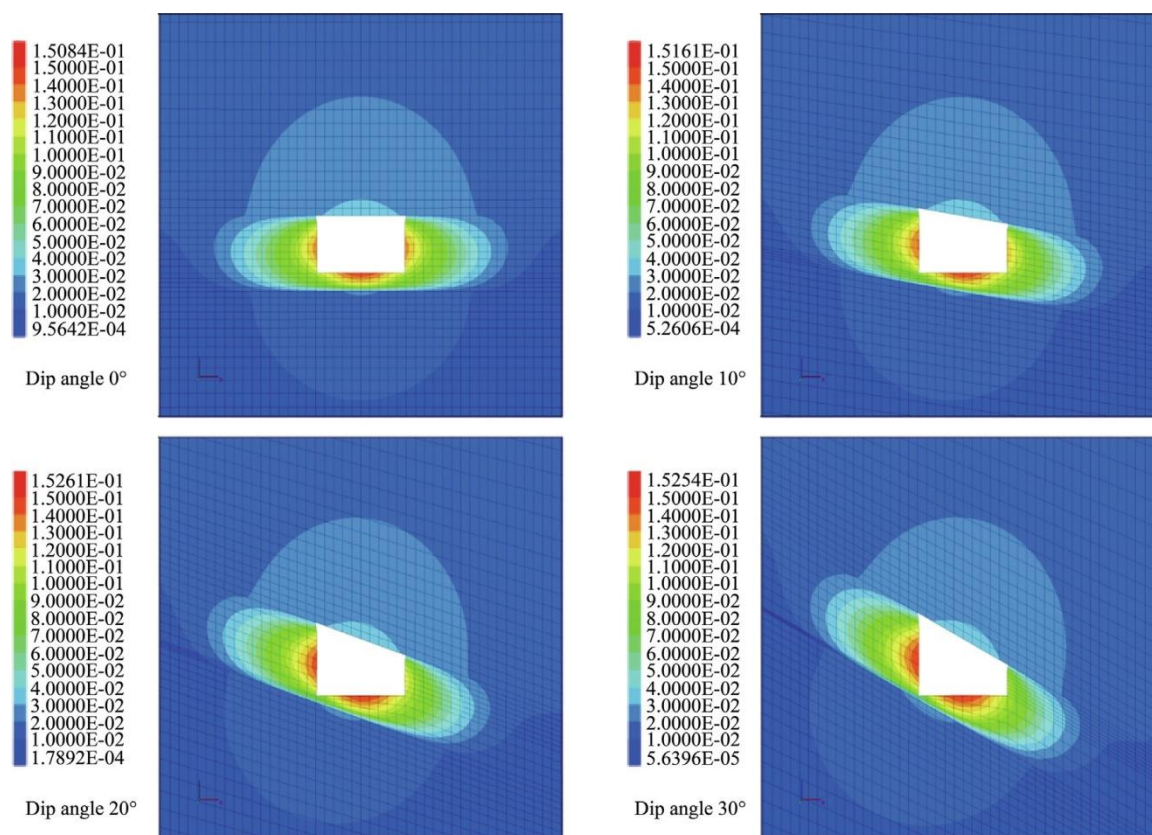 1.5084E-01
1.5000E-01
1.4000E-01
1.3000E-01
1.2000E-01
1.1000E-01
1.0000E-01
9.0000E-02
8.0000E-02
7.0000E-02
6.0000E-02
5.0000E-02
4.0000E-02
3.0000E-02
2.0000E-02
1.0000E-02
9.5642E-04
Dip angle 0°
1.5161E-01
1.5000E-01
1.4000E-01
1.3000E-01
1.2000E-01
1.1000E-01
1.0000E-01
9.0000E-02
8.0000E-02
7.0000E-02
6.0000E-02
5.0000E-02
4.0000E-02
3.0000E-02
2.0000E-02
1.0000E-02
5.2606E-04
Dip angle 10°
1.5261E-01
1.5000E-01
1.4000E-01
1.3000E-01
1.2000E-01
1.1000E-01
1.0000E-01
9.0000E-02
8.0000E-02
7.0000E-02
6.0000E-02
5.0000E-02
4.0000E-02
3.0000E-02
2.0000E-02
1.0000E-02
1.7892E-04
Dip angle 20°
1.5254E-01
1.5000E-01
1.4000E-01
1.3000E-01
1.2000E-01
1.1000E-01
1.0000E-01
9.0000E-02
8.0000E-02
7.0000E-02
6.0000E-02
5.0000E-02
4.0000E-02
3.0000E-02
2.0000E-02
1.0000E-02
5.6396E-05
Dip angle 30°